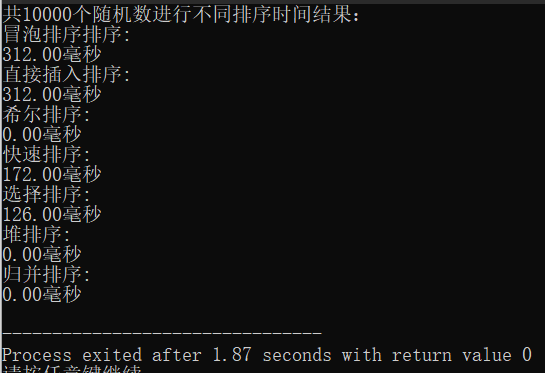 共10000个随机数进行不同排序时间结果:
冒泡排序排序:
312.00毫秒
直接插入排序:
312.00毫秒
希尔排序:
0.00毫秒
快速排序:
172.00毫秒
选择排序:
126.00毫秒
堆排序:
0.00毫秒
归并排序:
0.00毫秒
--------------------------------
Process exited after 1.87 seconds with return value 0
请按任意键继续